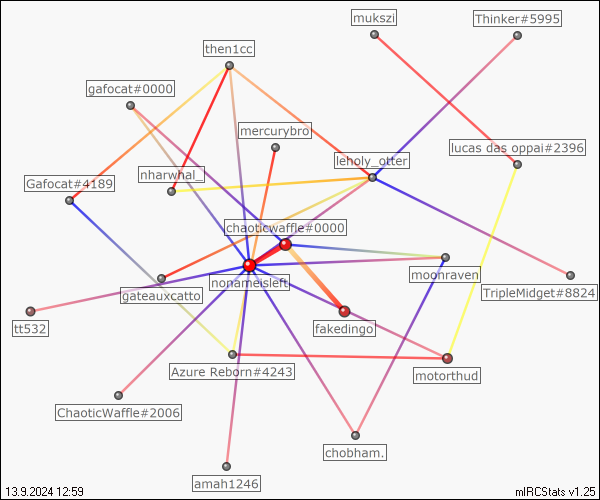 mukszi
Thinker#5995
then1cc
gafocat#0000
mercurybro
lucas das oppai#2396
leholy_otter
nharwhal_
Gafocat#4189
chaoticwaffle#0000
moonraven
nonameisleft
TripleMidget#8824
gateauxcatto
tt532
fakedingo
Azure Reborn#4243
motorthud
ChaoticWaffle#2006
chobham.
amah1246
13.9.2024 12:59
mIRCStats v1.25